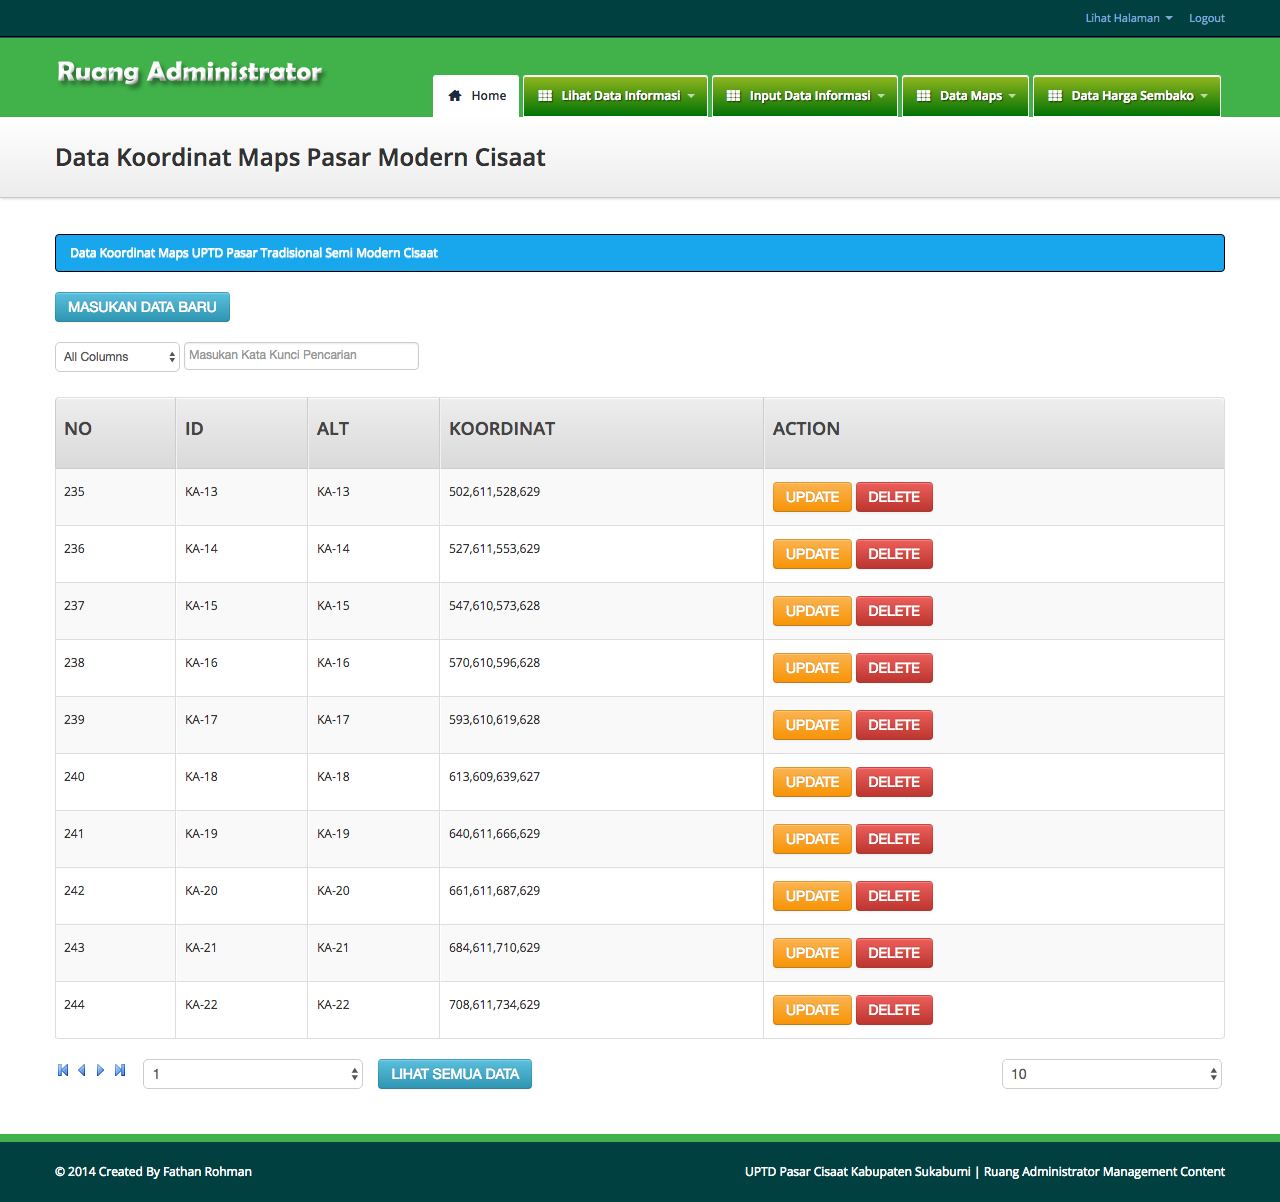 Lihat Halaman Logout
Ruang Administrator
Home Lihat Data Informasi Input Data Informasi Data Maps Data Harga Sembako
Data Koordinat Maps Pasar Modern Cisaat
Data Koordinat Maps UPTD Pasar Tradisional Semi Modern Cisaat
MASUKAN DATA BARU
All Columns Masukan Kata Kunci Pencarian
NO ID ALT KOORDINAT ACTION
235 KA-13 KA-13 502,611,528,629 UPDATE DELETE
236 KA-14 KA-14 527,611,553,629 UPDATE DELETE
237 KA-15 KA-15 547,610,573,628 UPDATE DELETE
238 KA-16 KA-16 570,610,596,628 UPDATE DELETE
239 KA-17 KA-17 593,610,619,628 UPDATE DELETE
240 KA-18 KA-18 613,609,639,627 UPDATE DELETE
241 KA-19 KA-19 640,611,666,629 UPDATE DELETE
242 KA-20 KA-20 661,611,687,629 UPDATE DELETE
243 KA-21 KA-21 684,611,710,629 UPDATE DELETE
244 KA-22 KA-22 708,611,734,629 UPDATE DELETE
1 LIHAT SEMUA DATA 10
© 2014 Created By Fathan Rohman UPTD Pasar Cisaat Kabupaten Sukabumi | Ruang Administrator Management Content